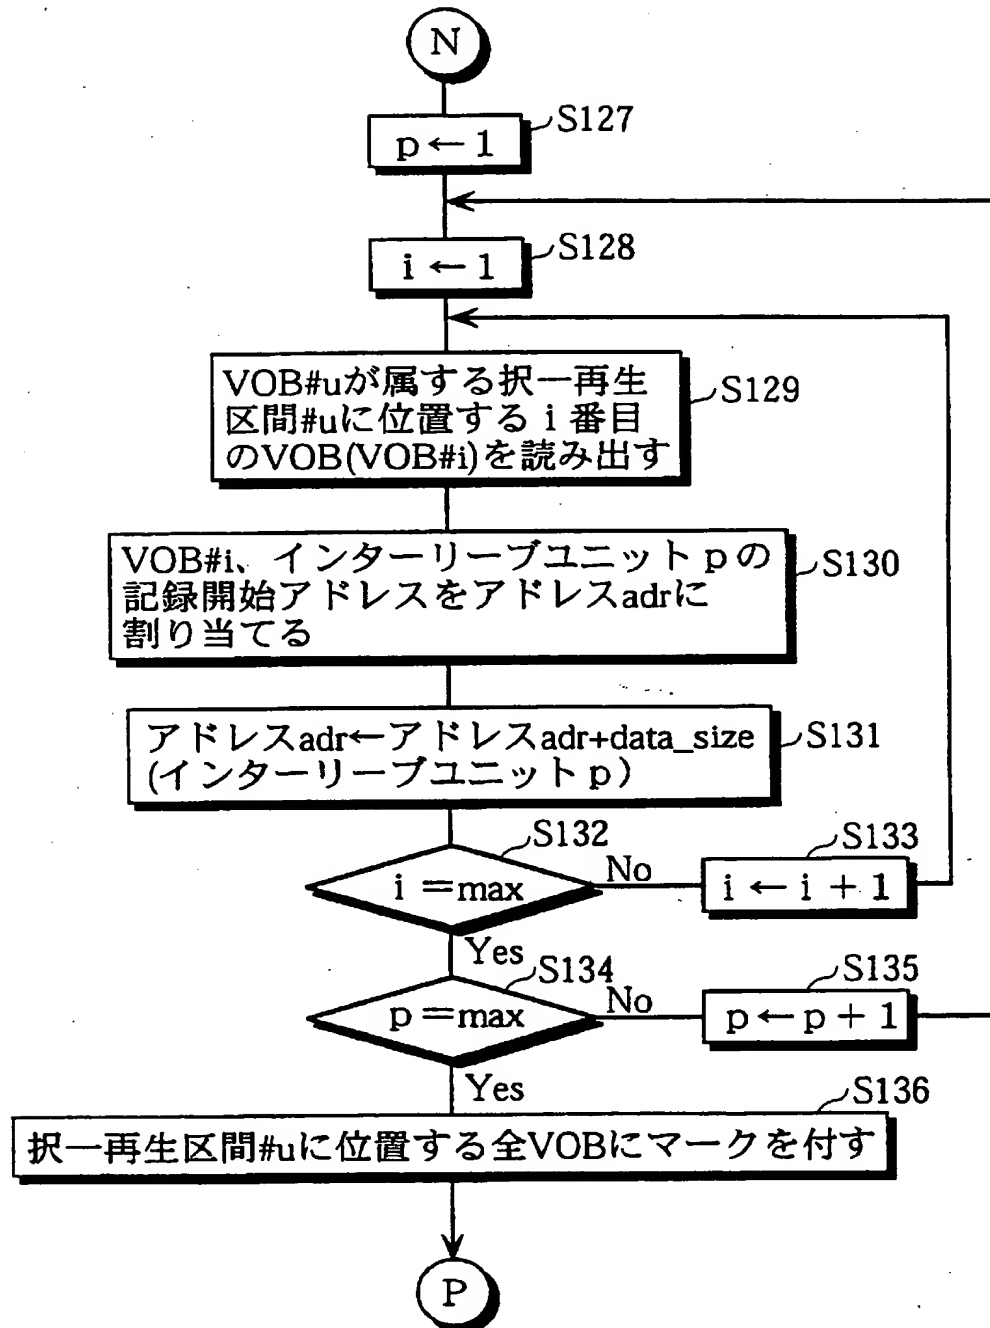 N
S127
p ← 1
S128
i ← 1
VOB#uが属する択一再生
区間#uに位置する i 番目
のVOB(VOB#i)を読み出す
S129
VOB#i、インターリーブユニット p の
記録開始アドレスをアドレスadrに
割り当てる
S130
アドレスadr←アドレスadr+data_size
(インターリーブユニット p )
S131
S132
i =max
No
S133
i ← i + 1
Yes
S134
p =max
No
S135
p ← p + 1
Yes
S136
択一再生区間#uに位置する全VOBにマークを付す
P